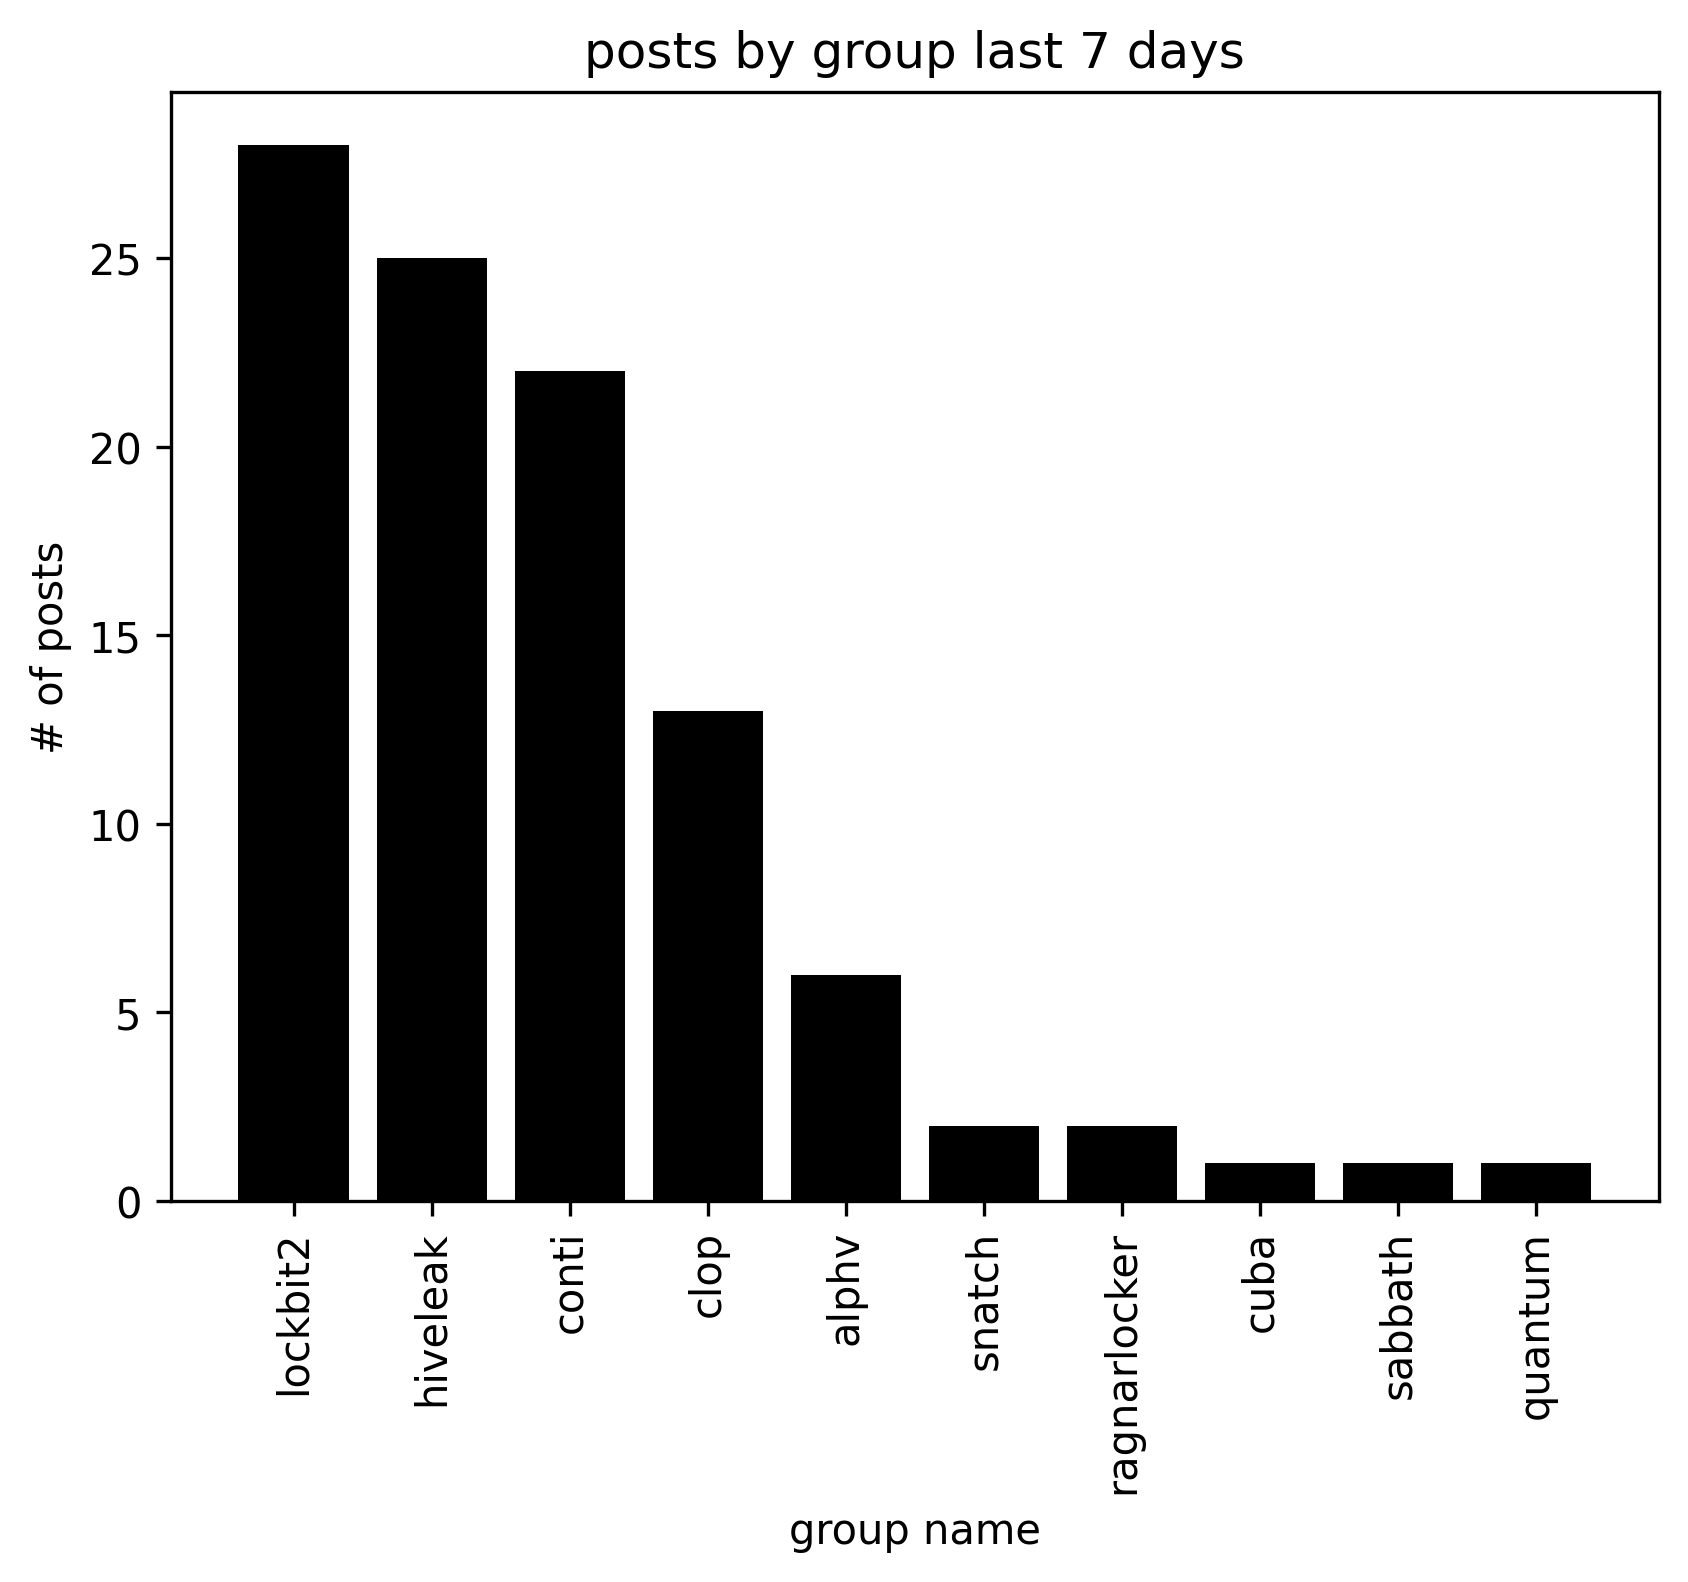 posts by group last 7 days
# of posts
25
20
15
10
5
0
lockbit2
hiveleak
conti
clop
alphv
snatch
ragnarlocker
cuba
sabbath
quantum
group name